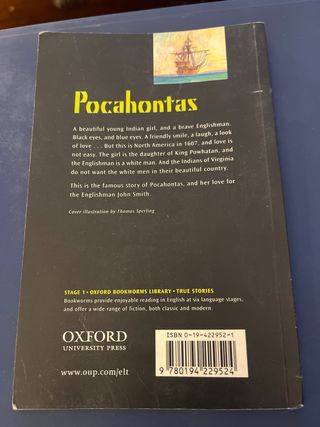 Pocahontas
A beautiful young Indian girl, and a brave Englishman.
Black eyes, and blue eyes. A friendly smile, a laugh, a look
of love . . . But this is North America in 1607, and love is
not easy. The girl is the daughter of King Powhatan, and
the Englishman is a white man. And the Indians of Virginia
do not want the white men in their beautiful country.
This is the famous story of Pocahontas, and her love for
the Englishman John Smith.
Cover illustration by Thomas Sperling
STAGE 1 • OXFORD BOOKWORMS LIBRARY • TRUE STORIES
Bookworms provide enjoyable reading in English at six language stages,
and offer a wide range of fiction, both classic and modern.
OXFORD
UNIVERSITY PRESS
www.oup.com/elt
ISBN 0-19-422952-1
9 780194 229524